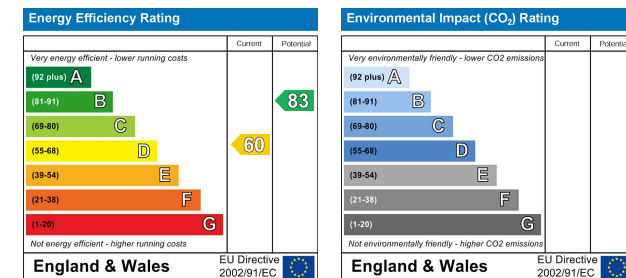 Energy Efficiency Rating
Current Potential
Very energy efficient - lower running costs
(92 plus) A
(81-91) B
83
(69-80) C
(55-68) D
60
(39-54) E
(21-38) F
(1-20) G
Not energy efficient - higher running costs
England & Wales
EU Directive
2002/91/EC
Environmental Impact (CO₂) Rating
Current Potential
Very environmentally friendly - lower CO2 emissions
(92 plus) A
(81-91) B
(69-80) C
(55-68) D
(39-54) E
(21-38) F
(1-20) G
Not environmentally friendly - higher CO2 emissions
England & Wales
EU Directive
2002/91/EC